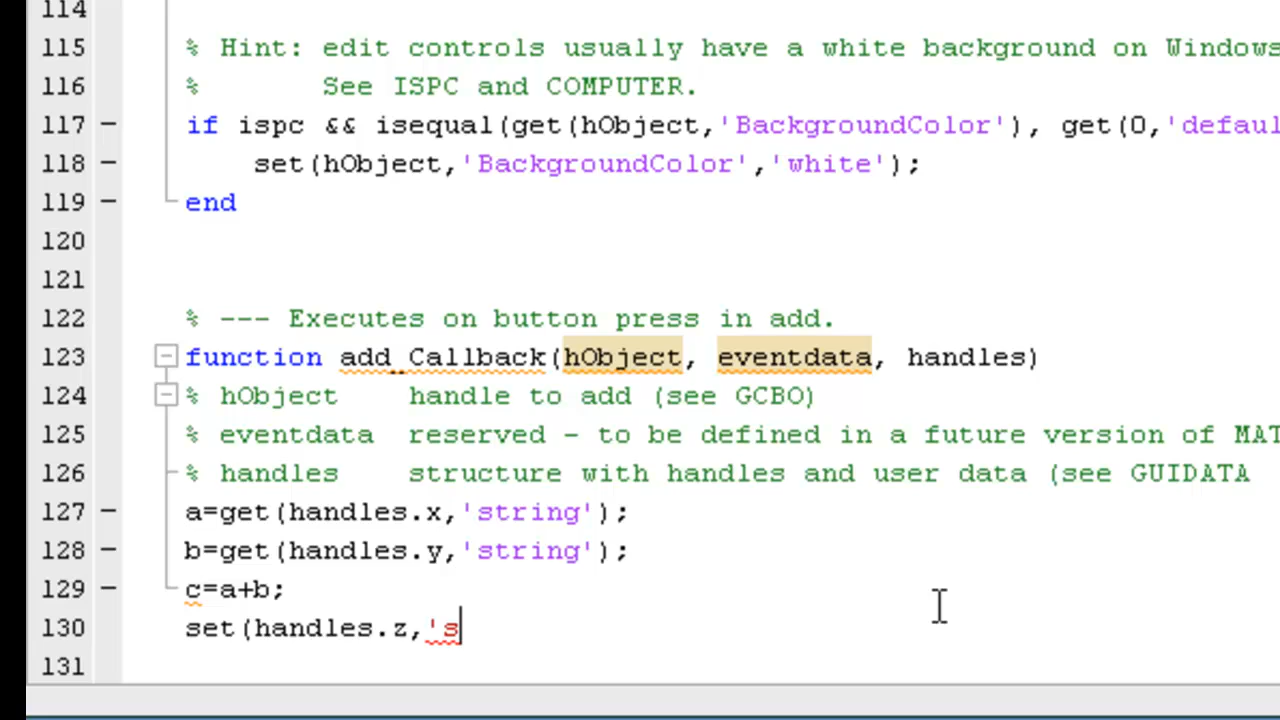 114
115 % Hint: edit controls usually have a white background on Windows
116 % See ISPC and COMPUTER.
117 - if ispc && isequal(get(hObject,'BackgroundColor'), get(0,'defaul
118 - set(hObject,'BackgroundColor','white');
119 - end
120
121
122 % --- Executes on button press in add.
123 function add_Callback(hObject, eventdata, handles)
124 % hObject handle to add (see GCBO)
125 % eventdata reserved - to be defined in a future version of MAT
126 % handles structure with handles and user data (see GUIDATA
127 - a=get(handles.x,'string');
128 - b=get(handles.y,'string');
129 - c=a+b;
130 set(handles.z,'s
131